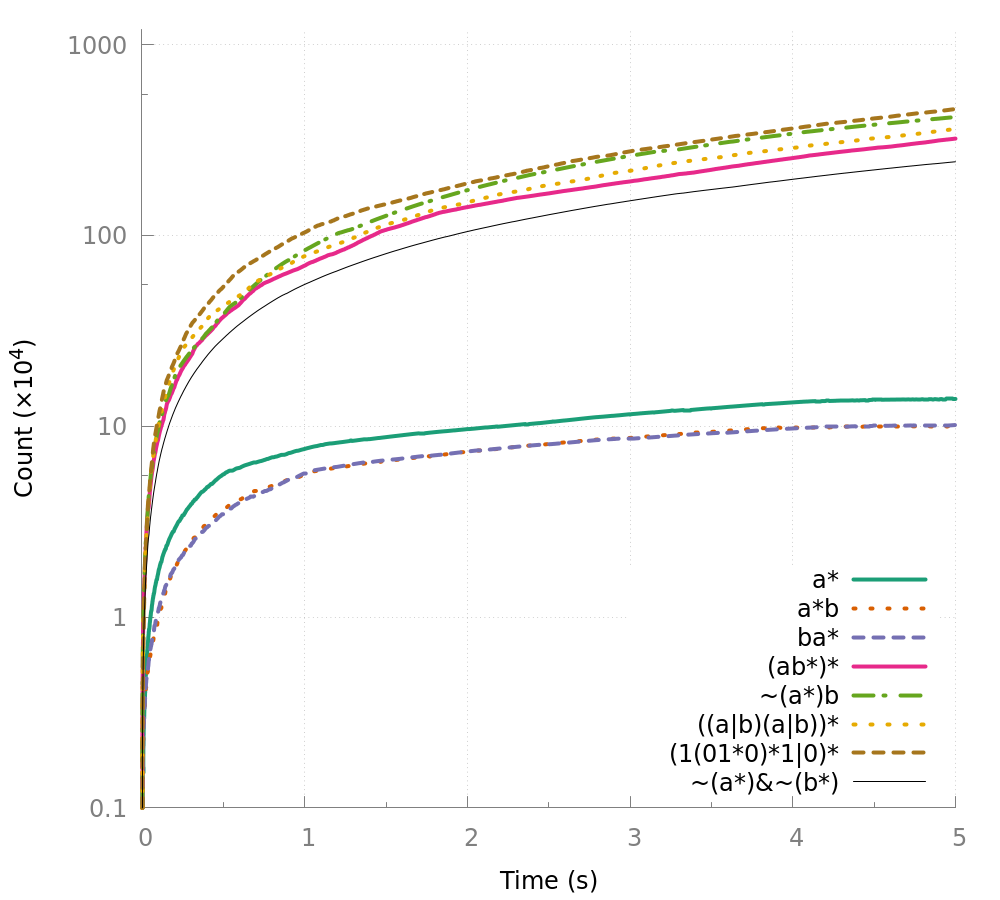 1000
100
10
1
0.1
Count (×10⁴)
a*
a*b
ba*
(ab*)*
~(a*)b
((a|b)(a|b))*
(1(01*0)*1|0)*
~(a*)&~(b*)
0 1 2 3 4 5
Time (s)